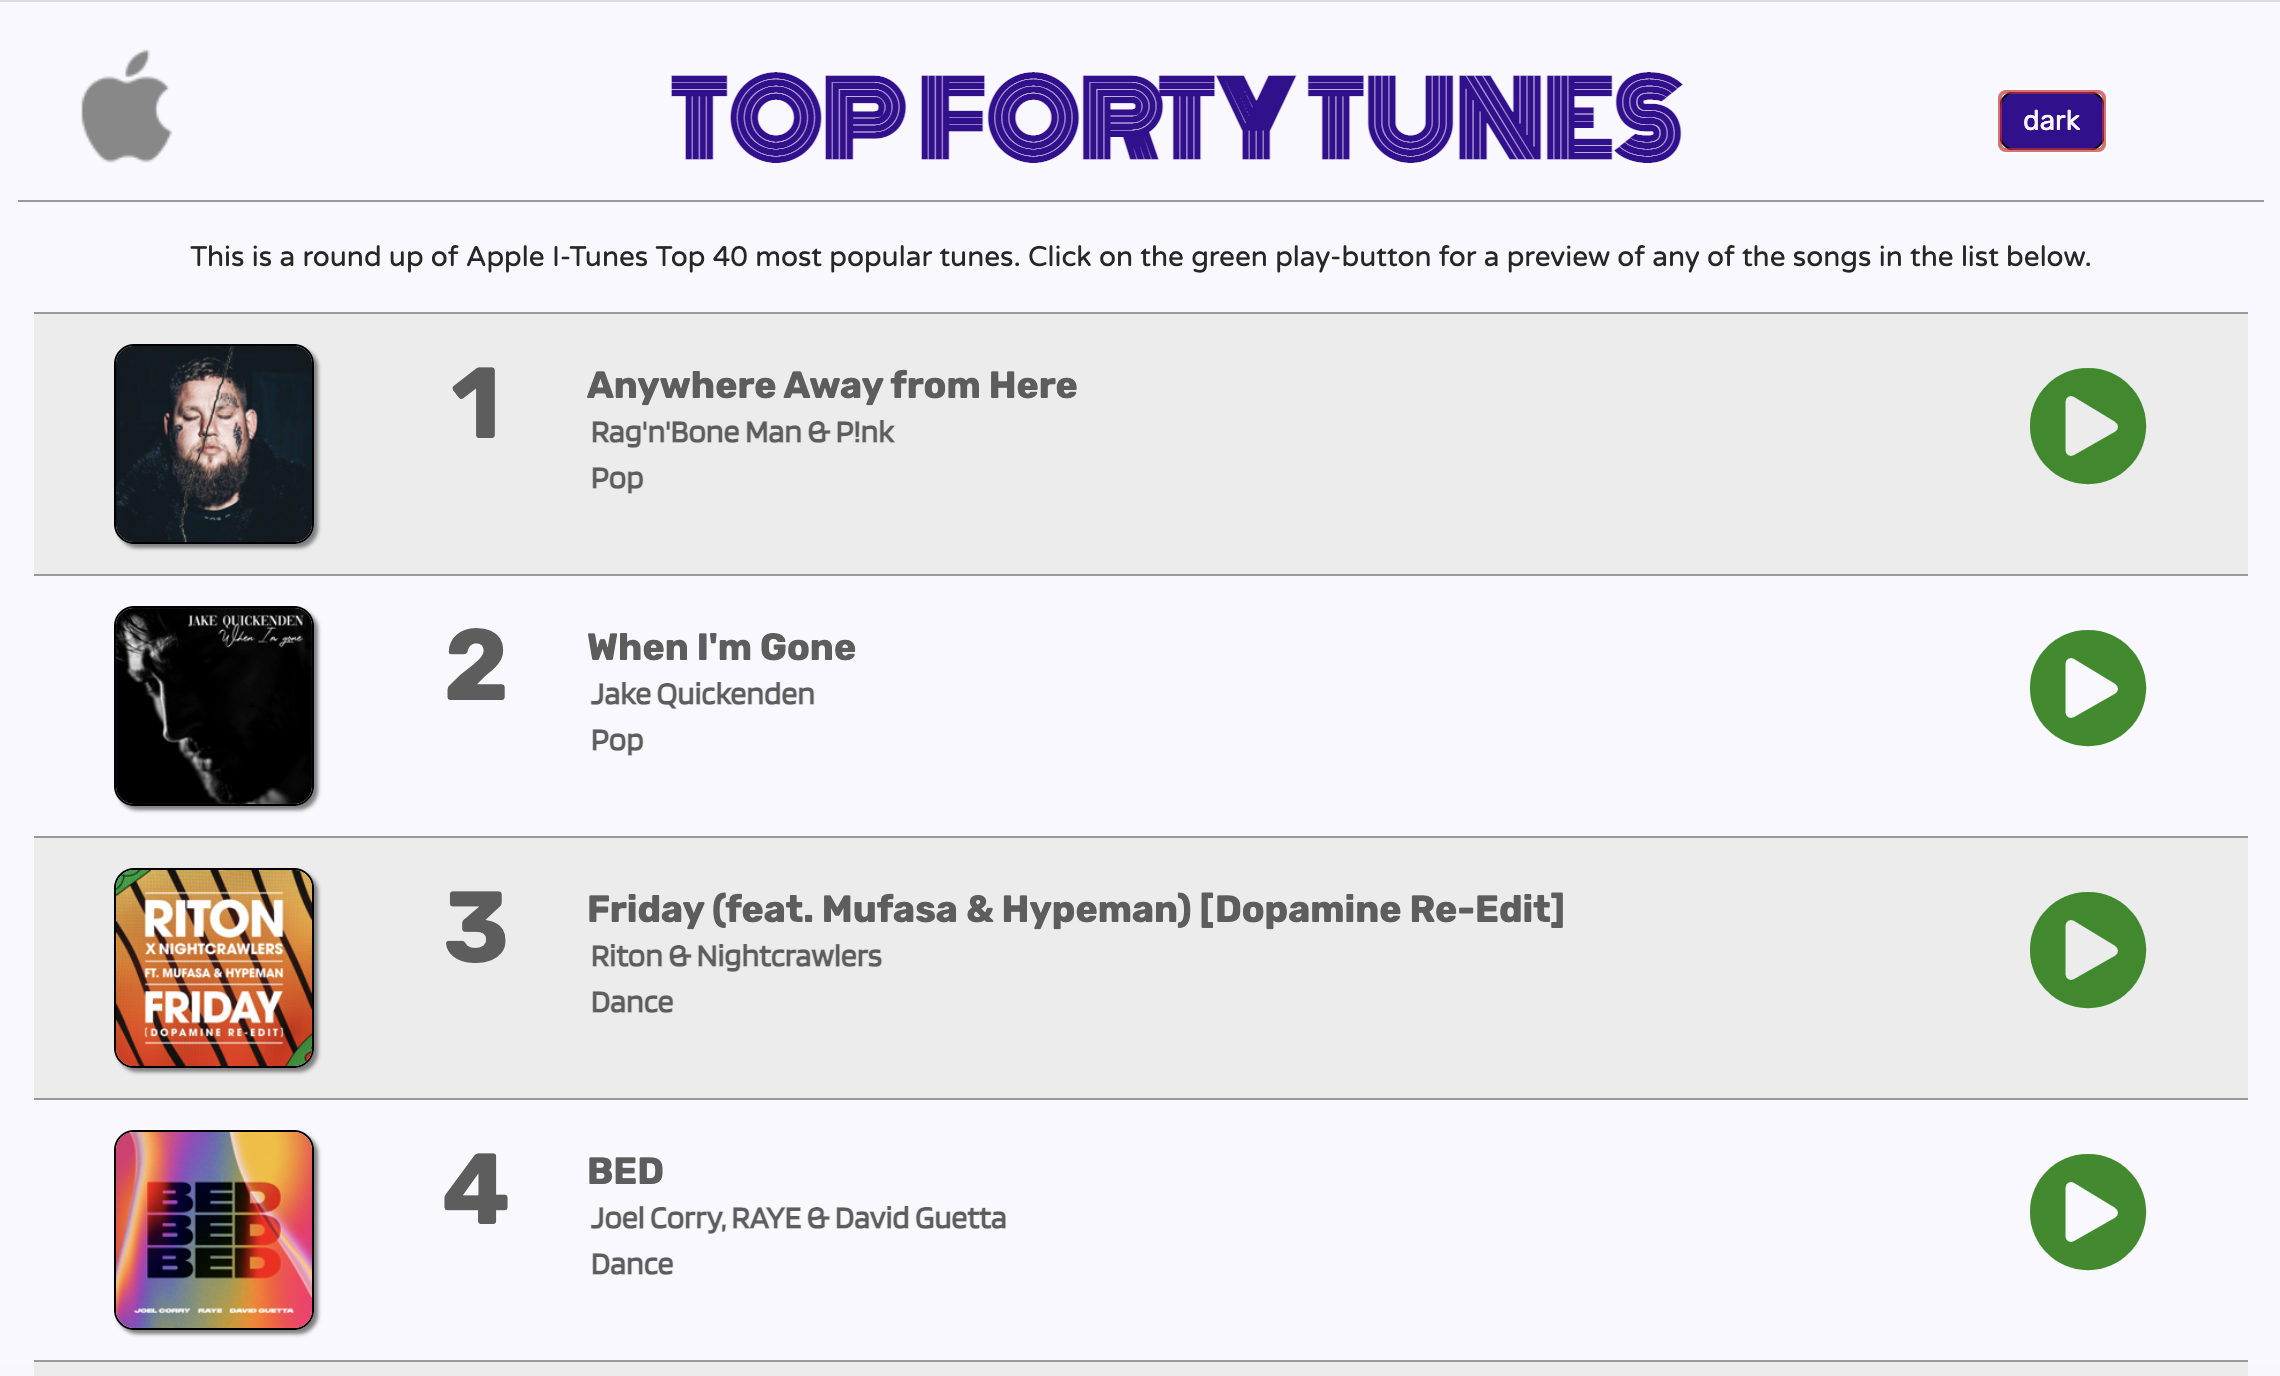 TOP FORTY TUNES
dark
This is a round up of Apple I-Tunes Top 40 most popular tunes. Click on the green play-button for a preview of any of the songs in the list below.
1
Anywhere Away from Here
Rag'n'Bone Man & P!nk
Pop
JAKE QUICKENDEN
When I'm gone
2
When I'm Gone
Jake Quickenden
Pop
RITON
X NIGHTCRAWLERS
FT. MUFASA & HYPEMAN
FRIDAY
[DOPAMINE RE-EDIT]
3
Friday (feat. Mufasa & Hypeman) [Dopamine Re-Edit]
Riton & Nightcrawlers
Dance
BED
BED
BED
JOEL CORRY RAYE DAVID GUETTA
4
BED
Joel Corry, RAYE & David Guetta
Dance